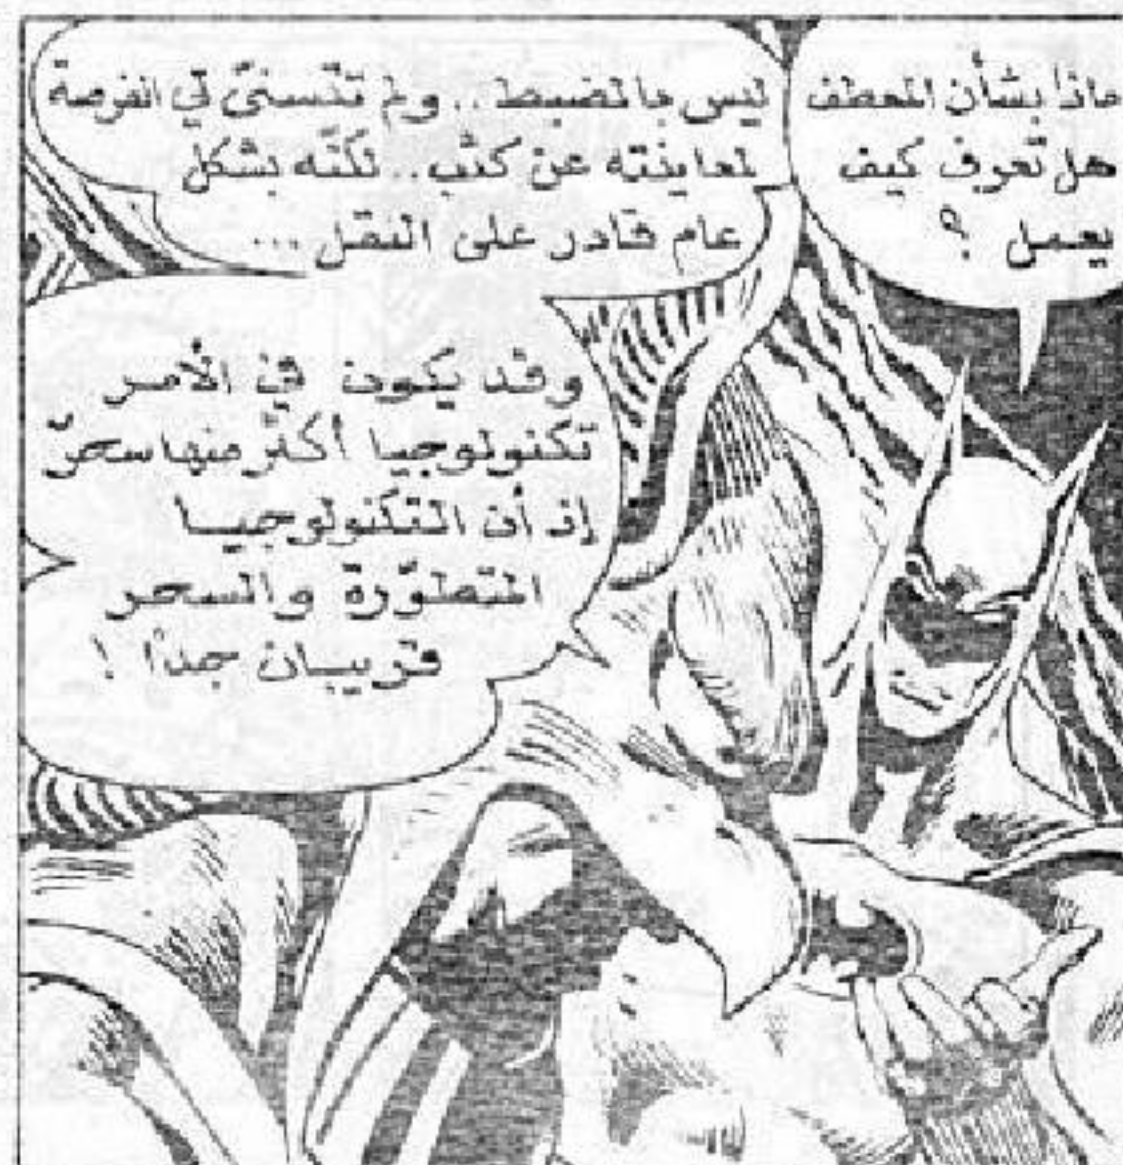 ماذا بشأن المعطف
هل تعرف كيف
يعمل ؟
ليس بالضبط .. ولم تتسنّى لي الفرصة
لمعاينته عن كثب .. لكنّه بشكل
عام قادر على النقل ...
وقد يكون في الأمر
تكنولوجيا أكثر منها سحرٌ
إذ أن التكنولوجيا
المتطوّرة والسحر
قريبان جداً !